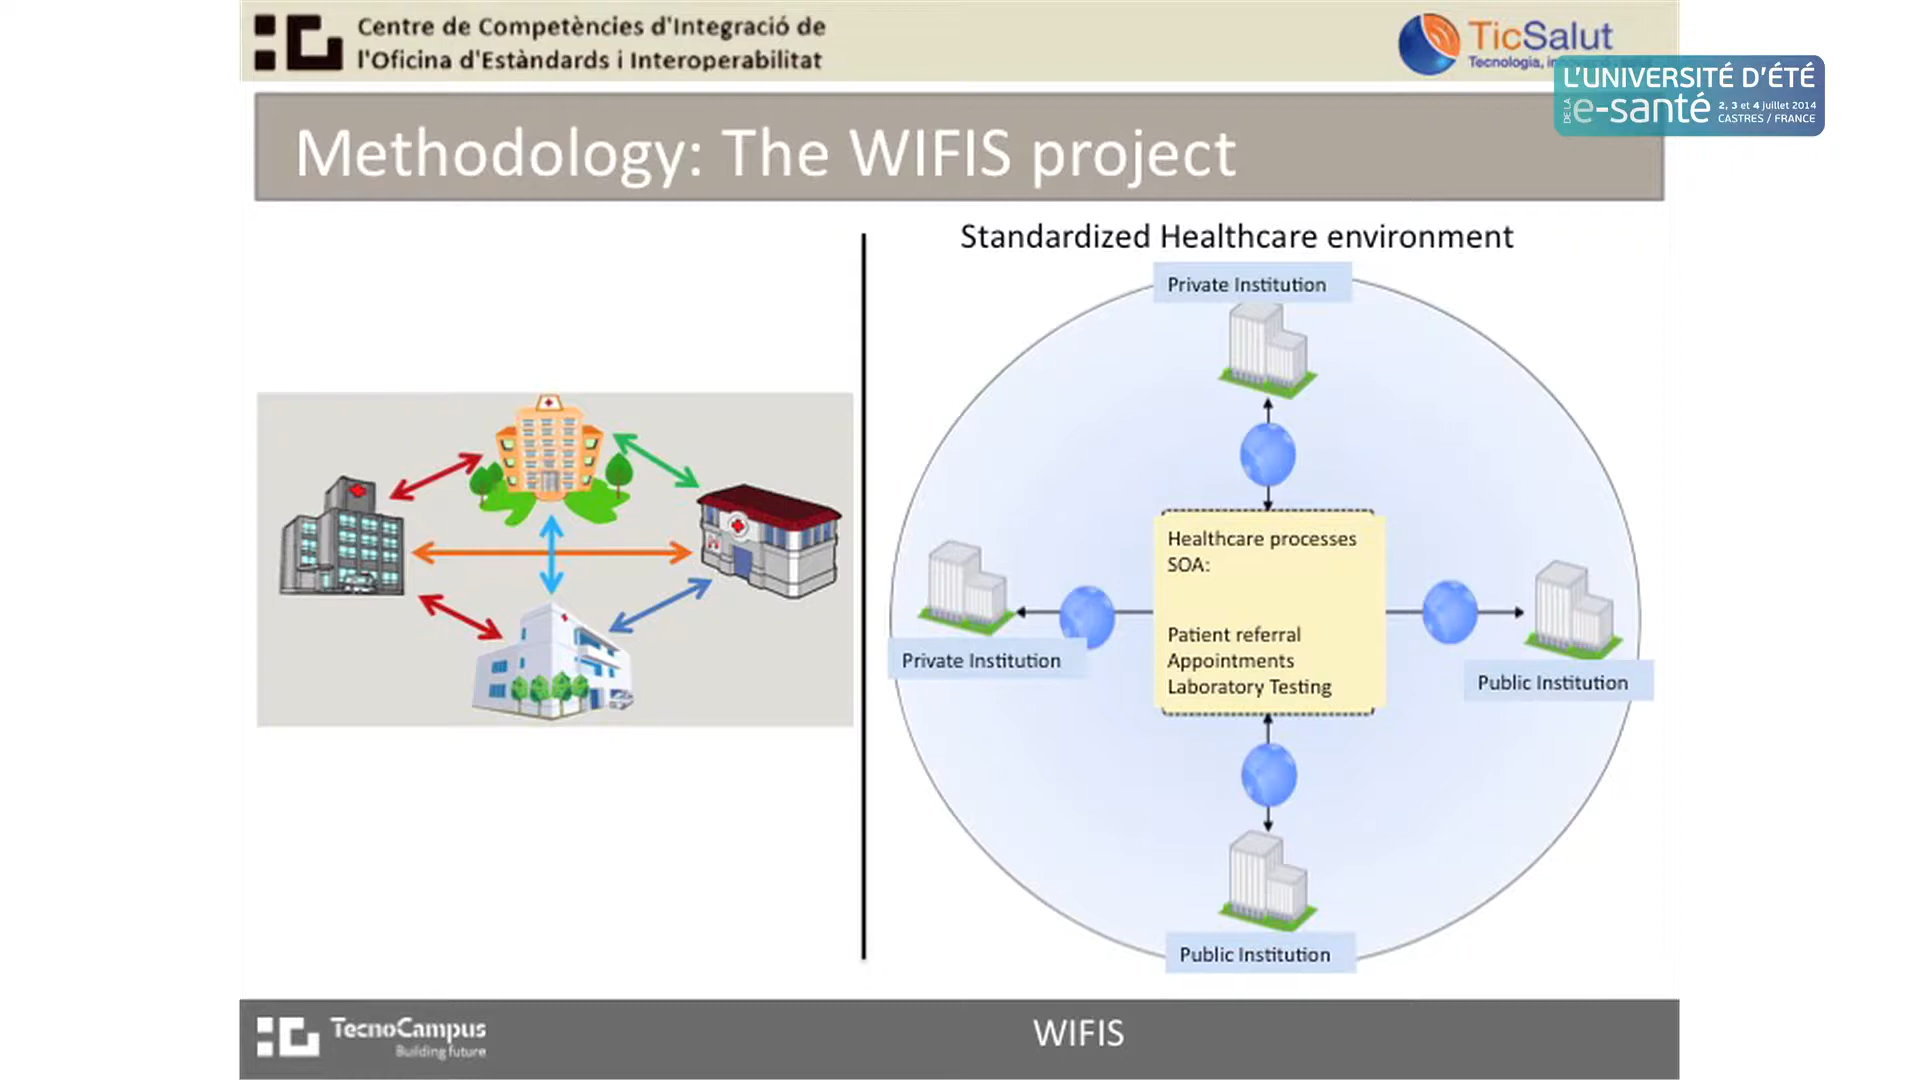 Centre de Competències d'Integració de
l'Oficina d'Estàndards i Interoperabilitat
TicSalut
Tecnologia,
L'UNIVERSITÉ D'ÉTÉ
DE LA e-santé
2, 3 et 4 juillet 2014
CASTRES / FRANCE
Methodology: The WIFIS project
Standardized Healthcare environment
Private Institution
Healthcare processes
SOA:
Patient referral
Appointments
Laboratory Testing
Private Institution
Public Institution
Public Institution
TecnoCampus
Building future
WIFIS